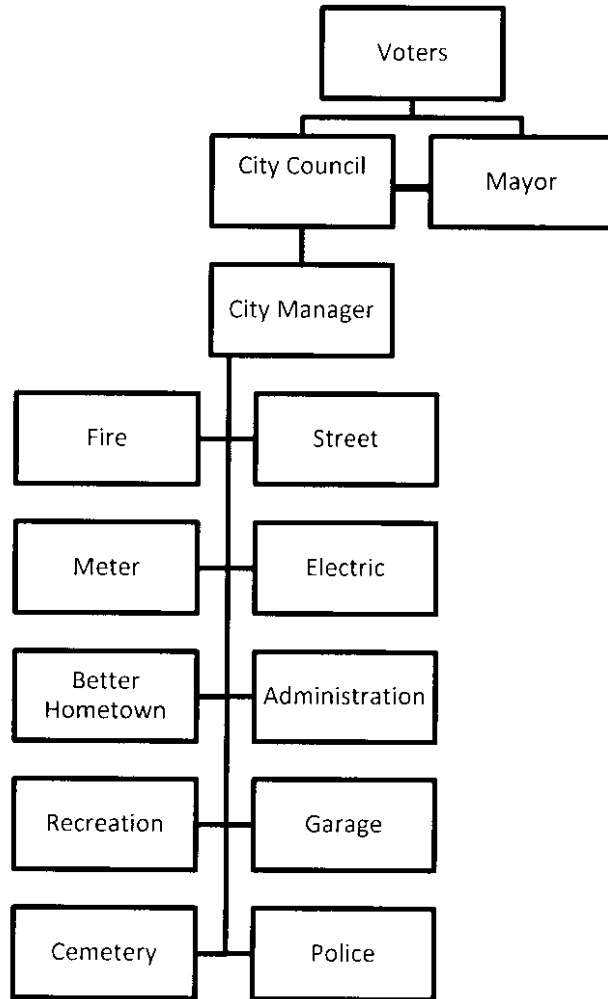 Voters
City Council
Mayor
City Manager
Fire
Street
Meter
Electric
Better
Hometown
Administration
Recreation
Garage
Cemetery
Police